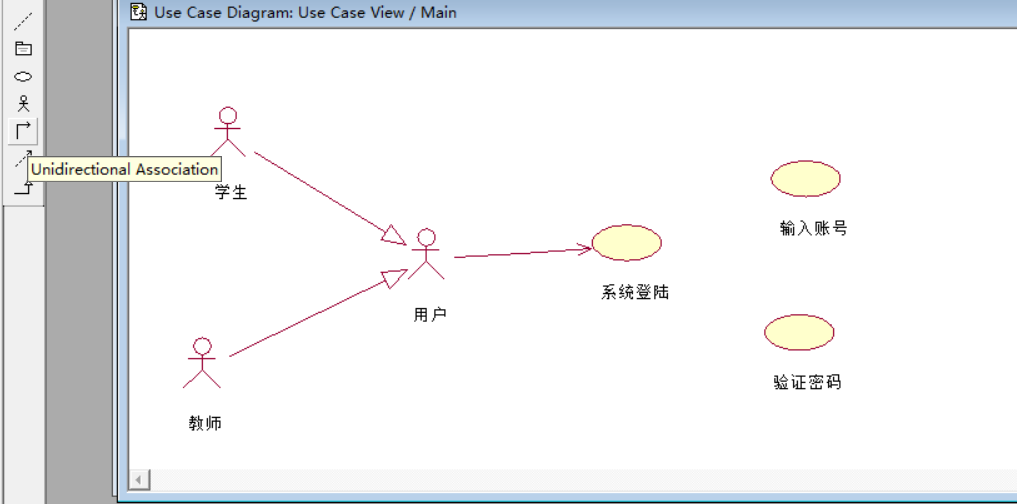 Use Case Diagram: Use Case View / Main
Unidirectional Association
学生
输入账号
系统登陆
用户
验证密码
教师